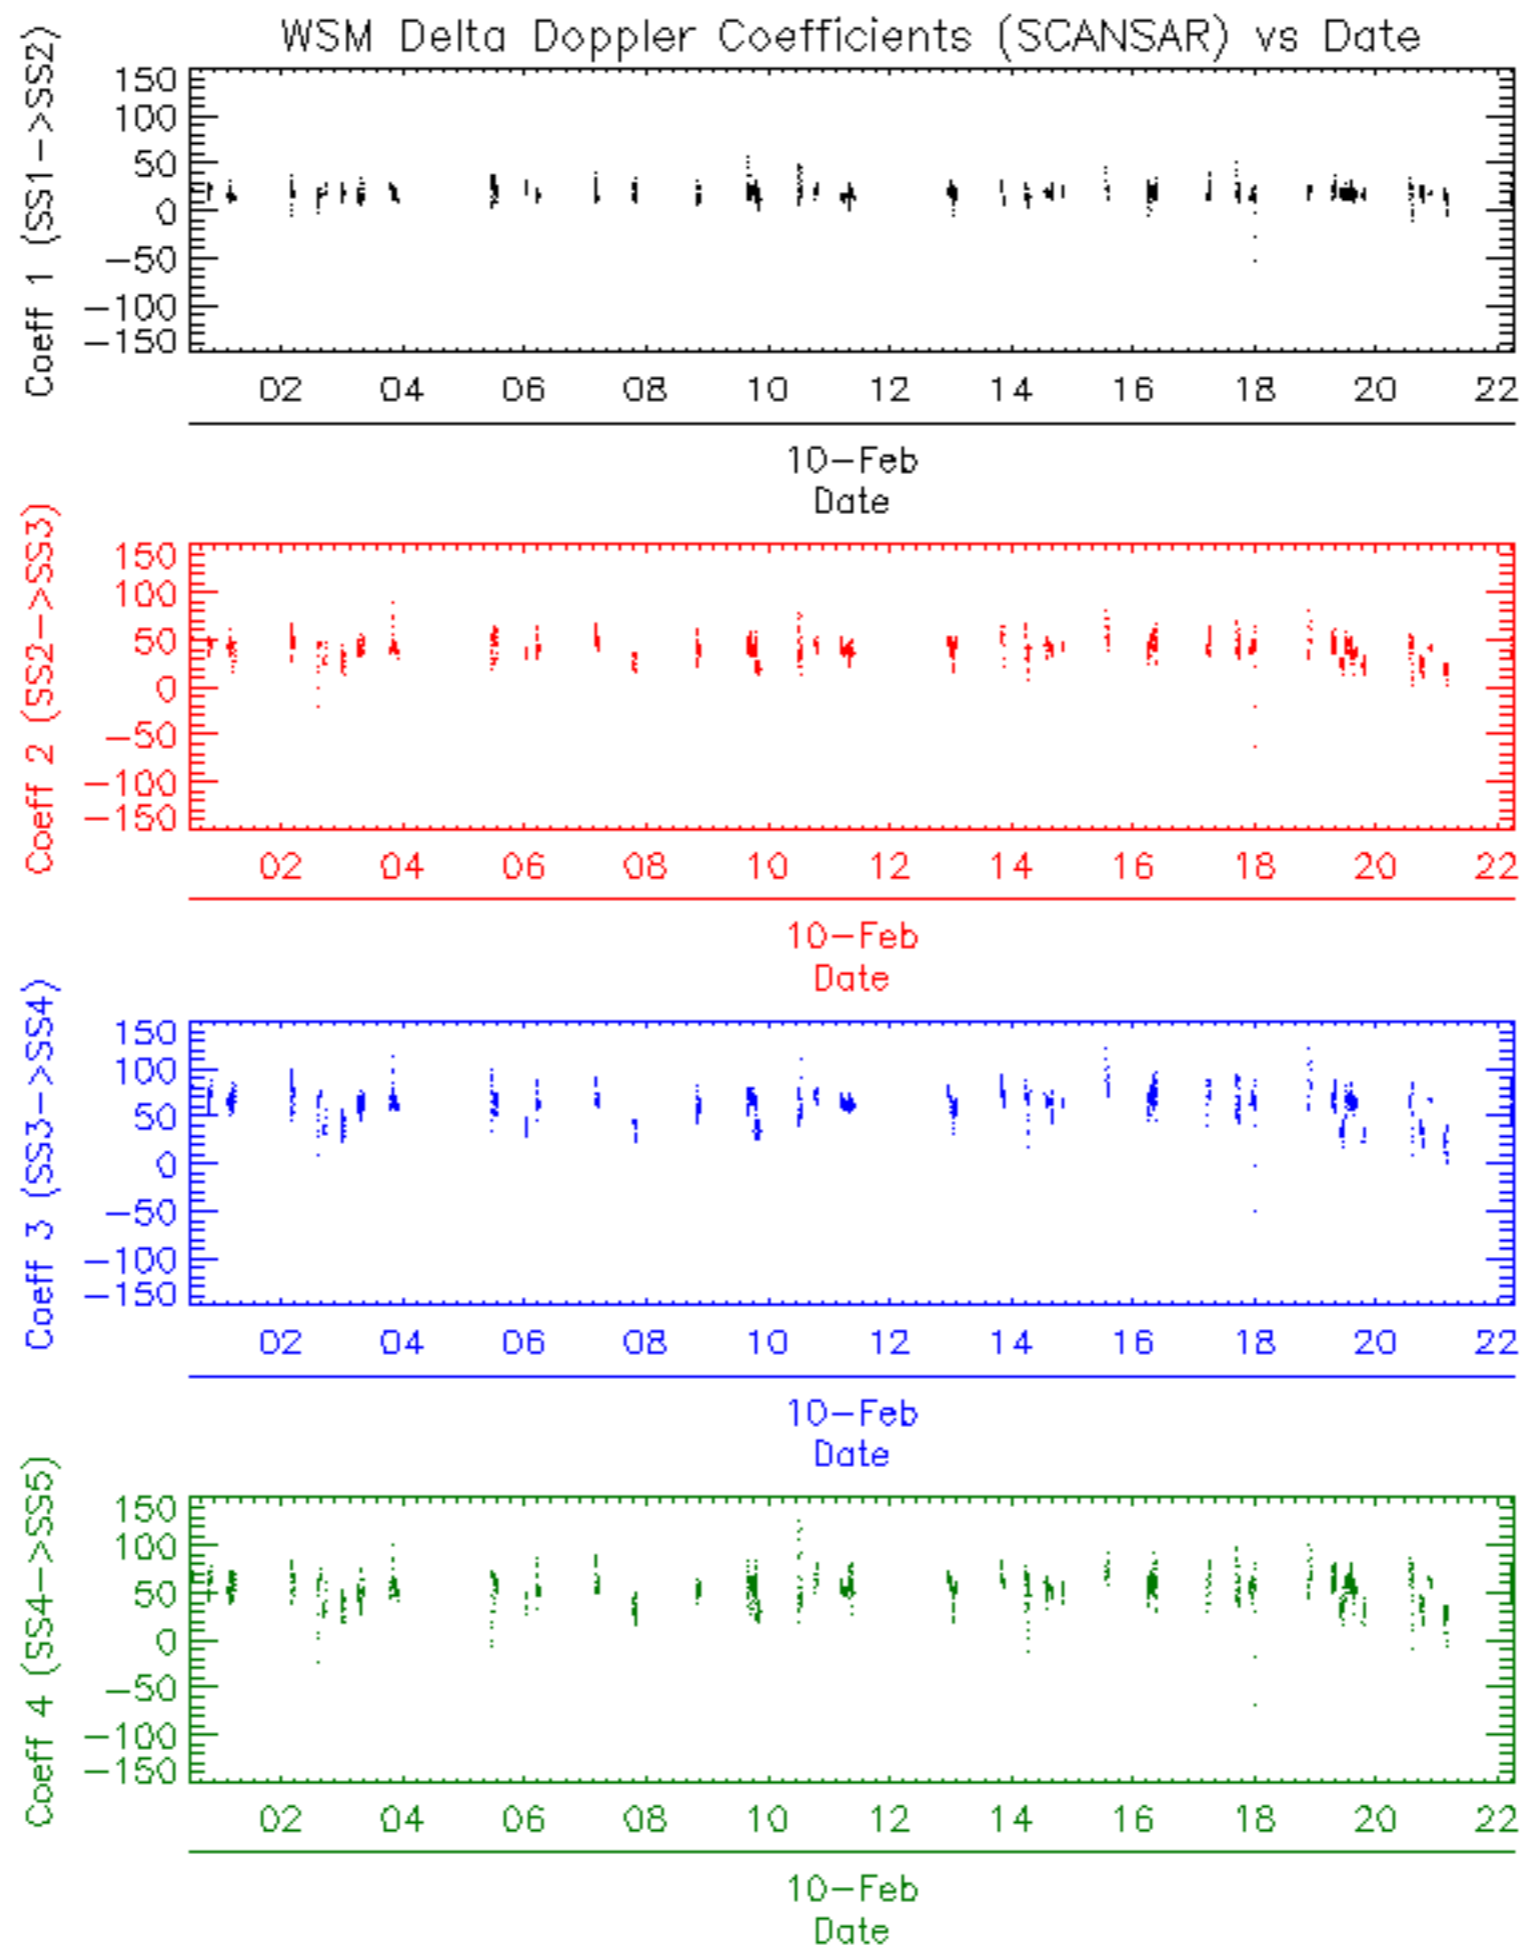 WSM Delta Doppler Coefficients (SCANSAR) vs Date
Coeff 1 (SS1->SS2)
150
100
50
0
-50
-100
-150
02 04 06 08 10 12 14 16 18 20 22
10-Feb
Date
Coeff 2 (SS2->SS3)
150
100
50
0
-50
-100
-150
02 04 06 08 10 12 14 16 18 20 22
10-Feb
Date
Coeff 3 (SS3->SS4)
150
100
50
0
-50
-100
-150
02 04 06 08 10 12 14 16 18 20 22
10-Feb
Date
Coeff 4 (SS4->SS5)
150
100
50
0
-50
-100
-150
02 04 06 08 10 12 14 16 18 20 22
10-Feb
Date